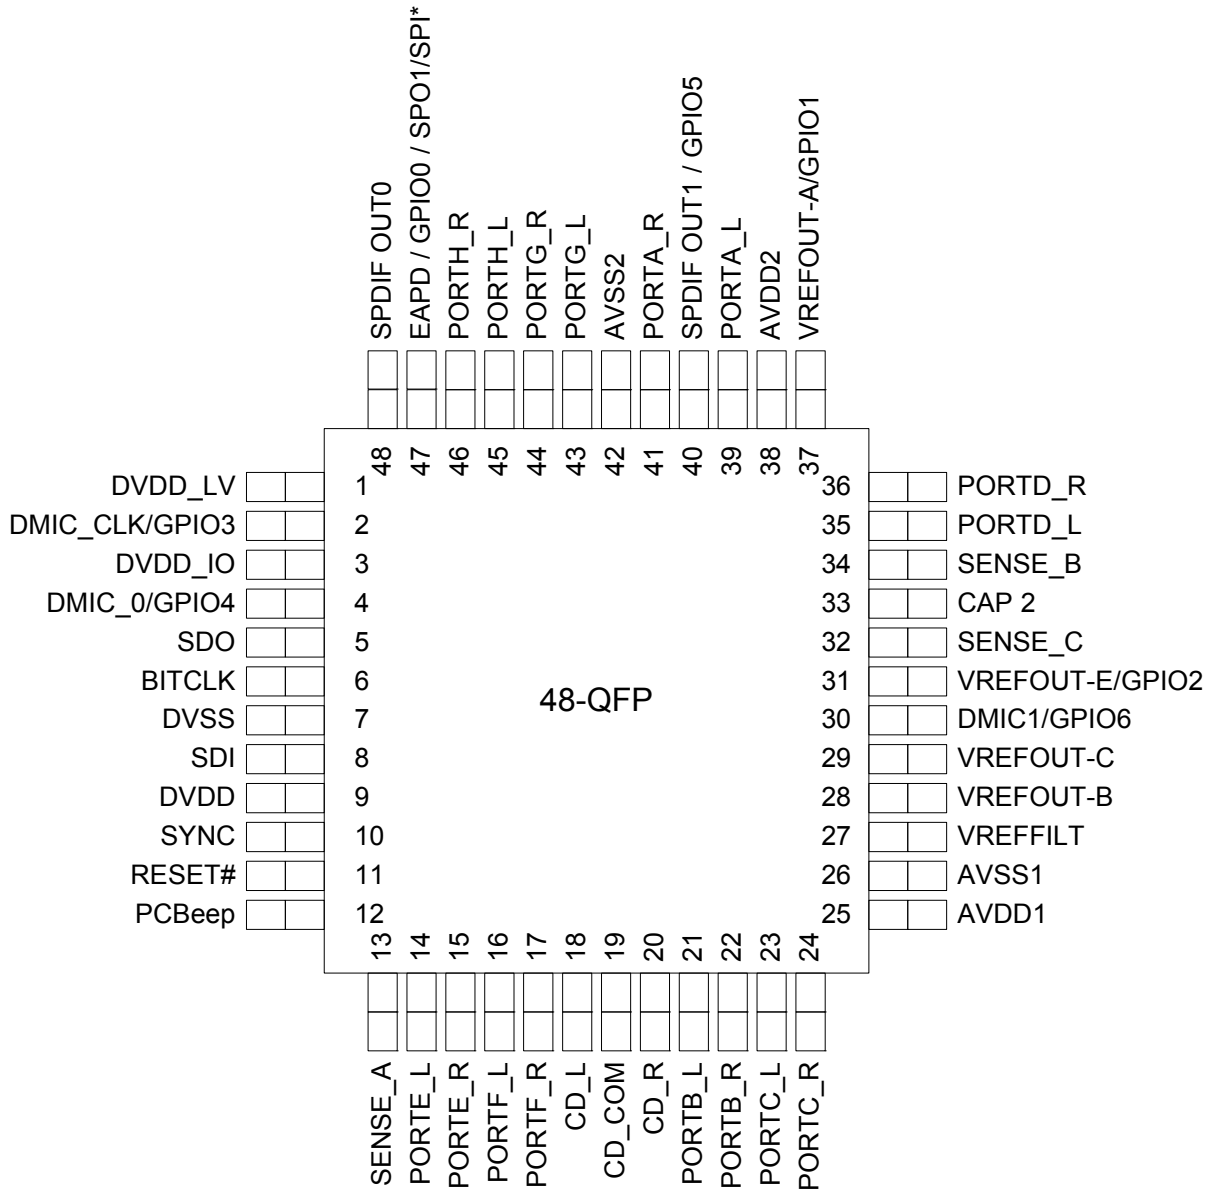 SPDIF OUT0
EAPD / GPIO0 / SPO1/SPI*
PORTH_R
PORTH_L
PORTG_R
PORTG_L
AVSS2
PORTA_R
SPDIF OUT1 / GPIO5
PORTA_L
AVDD2
VREFOUT-A/GPIO1
48
47
46
45
44
43
42
41
40
39
38
37
DVDD_LV 1
DMIC_CLK/GPIO3 2
DVDD_IO 3
DMIC_0/GPIO4 4
SDO 5
BITCLK 6
DVSS 7
SDI 8
DVDD 9
SYNC 10
RESET# 11
PCBeep 12
48-QFP
36 PORTD_R
35 PORTD_L
34 SENSE_B
33 CAP 2
32 SENSE_C
31 VREFOUT-E/GPIO2
30 DMIC1/GPIO6
29 VREFOUT-C
28 VREFOUT-B
27 VREFFILT
26 AVSS1
25 AVDD1
13
14
15
16
17
18
19
20
21
22
23
24
SENSE_A
PORTE_L
PORTE_R
PORTF_L
PORTF_R
CD_L
CD_COM
CD_R
PORTB_L
PORTB_R
PORTC_L
PORTC_R